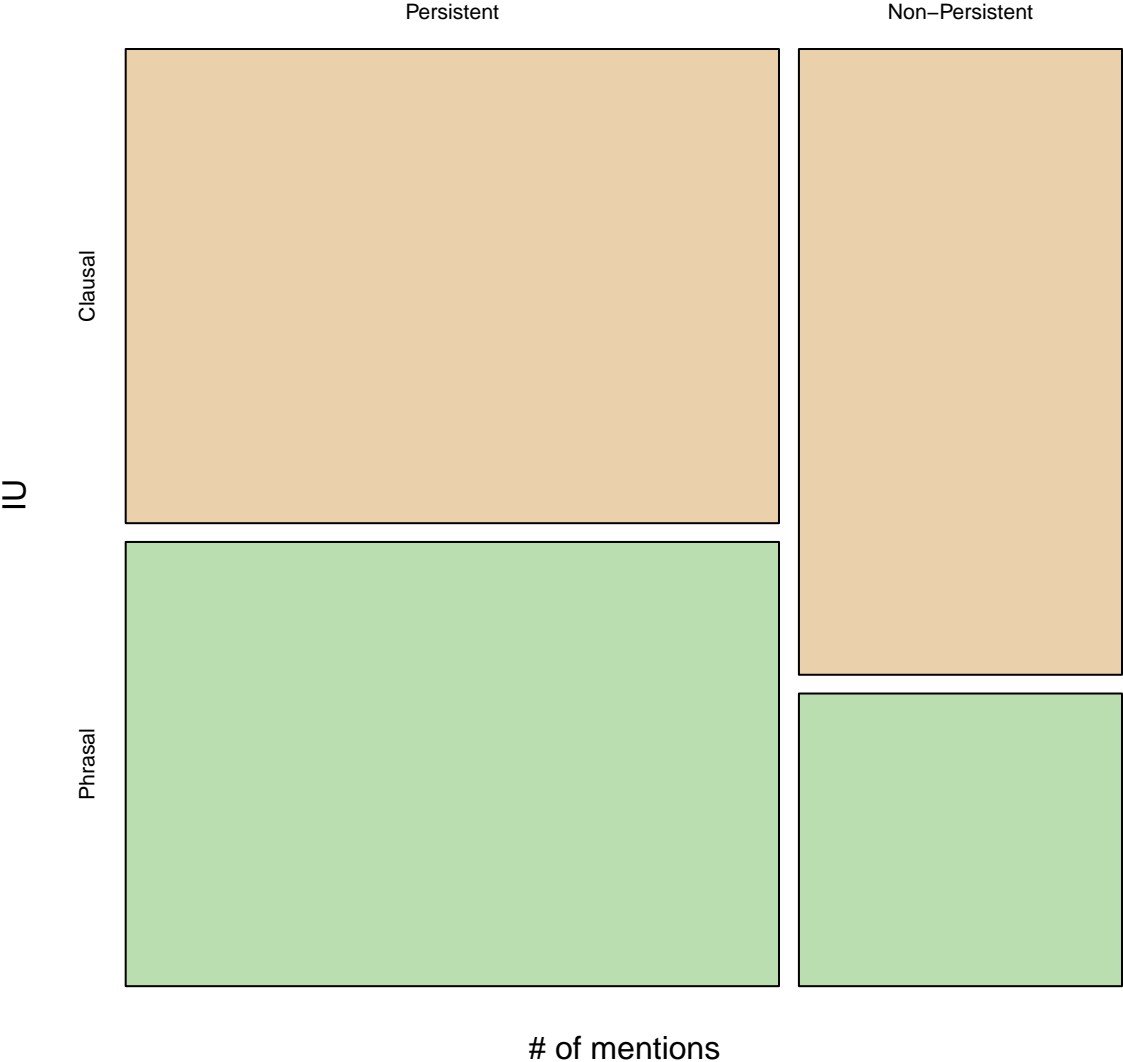 Persistent
Non−Persistent
Clausal
IU
Phrasal
# of mentions